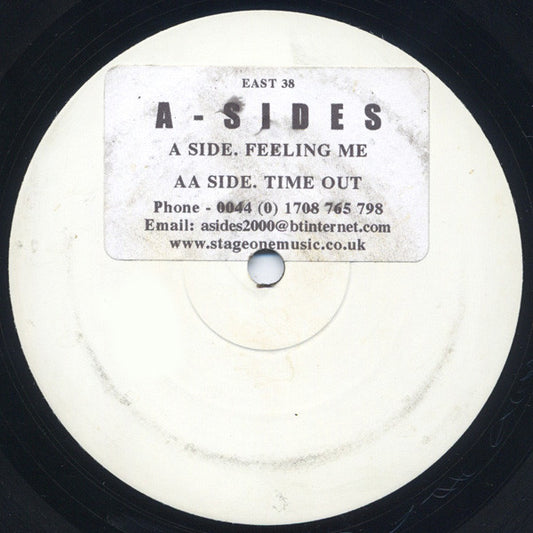 EAST 38
A - SIDES
A SIDE. FEELING ME
AA SIDE. TIME OUT
Phone - 0044 (0) 1708 765 798
Email: asides2000@btinternet.com
www.stageonemusic.co.uk